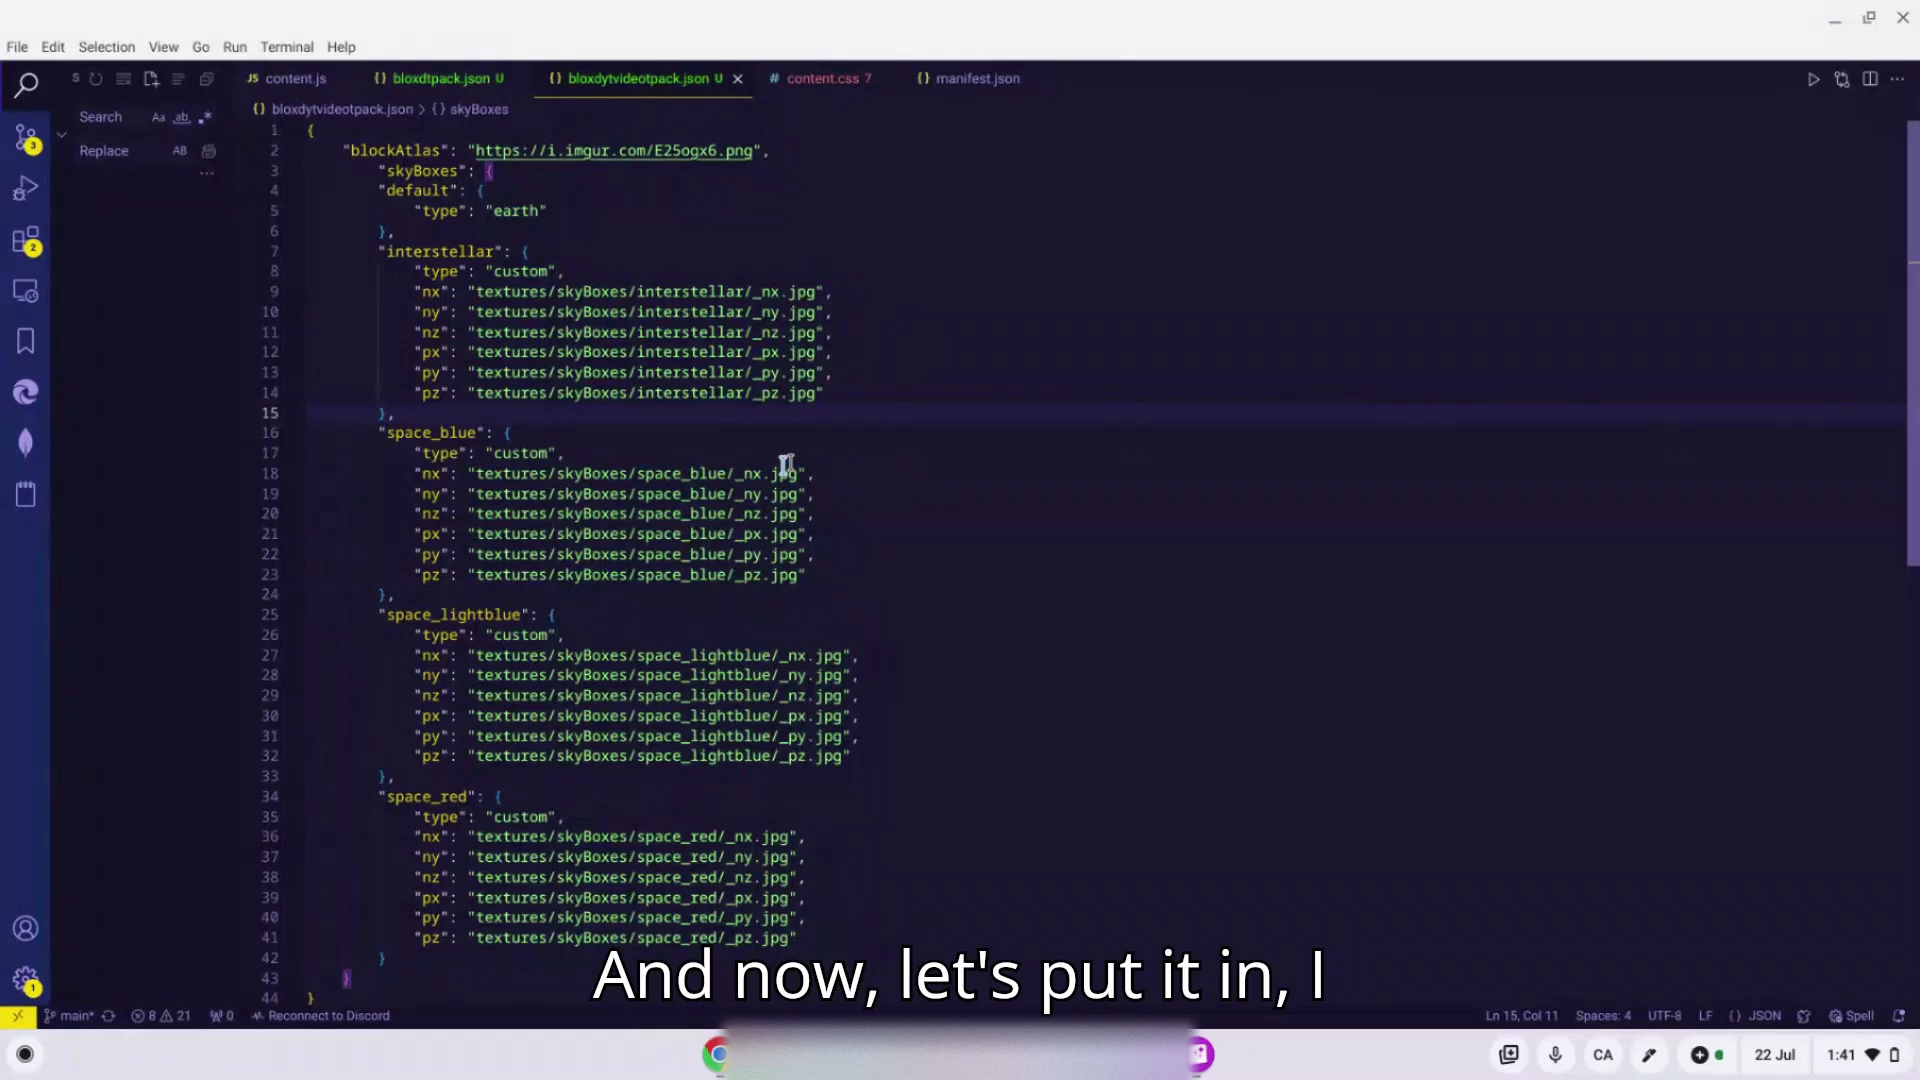 File Edit Selection View Go Run Terminal Help
S
JS content.js
{} bloxdtpack.json U
{} bloxdytvideotpack.json U
# content.css 7
{} manifest.json
Search Aa ab
Replace AB
{} bloxdytvideotpack.json > {} skyBoxes
1 {
2 "blockAtlas": "https://i.imgur.com/E25ogx6.png",
3 "skyBoxes": {
4 "default": {
5 "type": "earth"
6 },
7 "interstellar": {
8 "type": "custom",
9 "nx": "textures/skyBoxes/interstellar/_nx.jpg",
10 "ny": "textures/skyBoxes/interstellar/_ny.jpg",
11 "nz": "textures/skyBoxes/interstellar/_nz.jpg",
12 "px": "textures/skyBoxes/interstellar/_px.jpg",
13 "py": "textures/skyBoxes/interstellar/_py.jpg",
14 "pz": "textures/skyBoxes/interstellar/_pz.jpg"
15 },
16 "space_blue": {
17 "type": "custom",
18 "nx": "textures/skyBoxes/space_blue/_nx.jpg",
19 "ny": "textures/skyBoxes/space_blue/_ny.jpg",
20 "nz": "textures/skyBoxes/space_blue/_nz.jpg",
21 "px": "textures/skyBoxes/space_blue/_px.jpg",
22 "py": "textures/skyBoxes/space_blue/_py.jpg",
23 "pz": "textures/skyBoxes/space_blue/_pz.jpg"
24 },
25 "space_lightblue": {
26 "type": "custom",
27 "nx": "textures/skyBoxes/space_lightblue/_nx.jpg",
28 "ny": "textures/skyBoxes/space_lightblue/_ny.jpg",
29 "nz": "textures/skyBoxes/space_lightblue/_nz.jpg",
30 "px": "textures/skyBoxes/space_lightblue/_px.jpg",
31 "py": "textures/skyBoxes/space_lightblue/_py.jpg",
32 "pz": "textures/skyBoxes/space_lightblue/_pz.jpg"
33 },
34 "space_red": {
35 "type": "custom",
36 "nx": "textures/skyBoxes/space_red/_nx.jpg",
37 "ny": "textures/skyBoxes/space_red/_ny.jpg",
38 "nz": "textures/skyBoxes/space_red/_nz.jpg",
39 "px": "textures/skyBoxes/space_red/_px.jpg",
40 "py": "textures/skyBoxes/space_red/_py.jpg",
41 "pz": "textures/skyBoxes/space_red/_pz.jpg"
42 }
43 }
44 }
3
2
1
And now, let's put it in, I
main* 8 21 0 Reconnect to Discord
Ln 15, Col 11 Spaces: 4 UTF-8 LF {} JSON Spell
CA 22 Jul 1:41